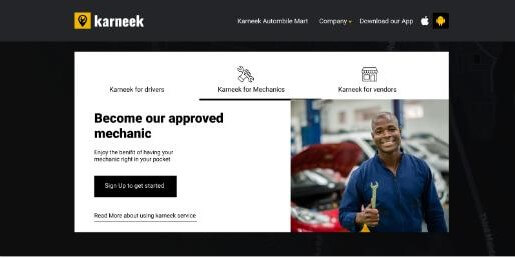 karneek
Karneek Autombile Mart
Company
Download our App
Karneek for drivers
Karneek for Mechanics
Karneek for vendors
Become our approved
mechanic
Enjoy the benifit of having your
mechanic right in your pocket
Sign Up to get started
Read More about using karneek service